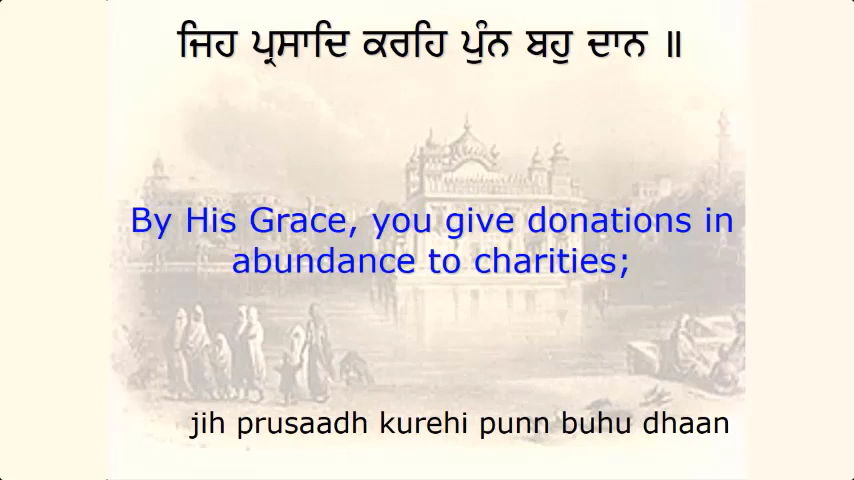 ਜਿਹ ਪ੍ਰਸਾਦਿ ਕਰਹਿ ਪੁੰਨ ਬਹੁ ਦਾਨ ॥
By His Grace, you give donations in
abundance to charities;
jih prusaadh kurehi punn buhu dhaan